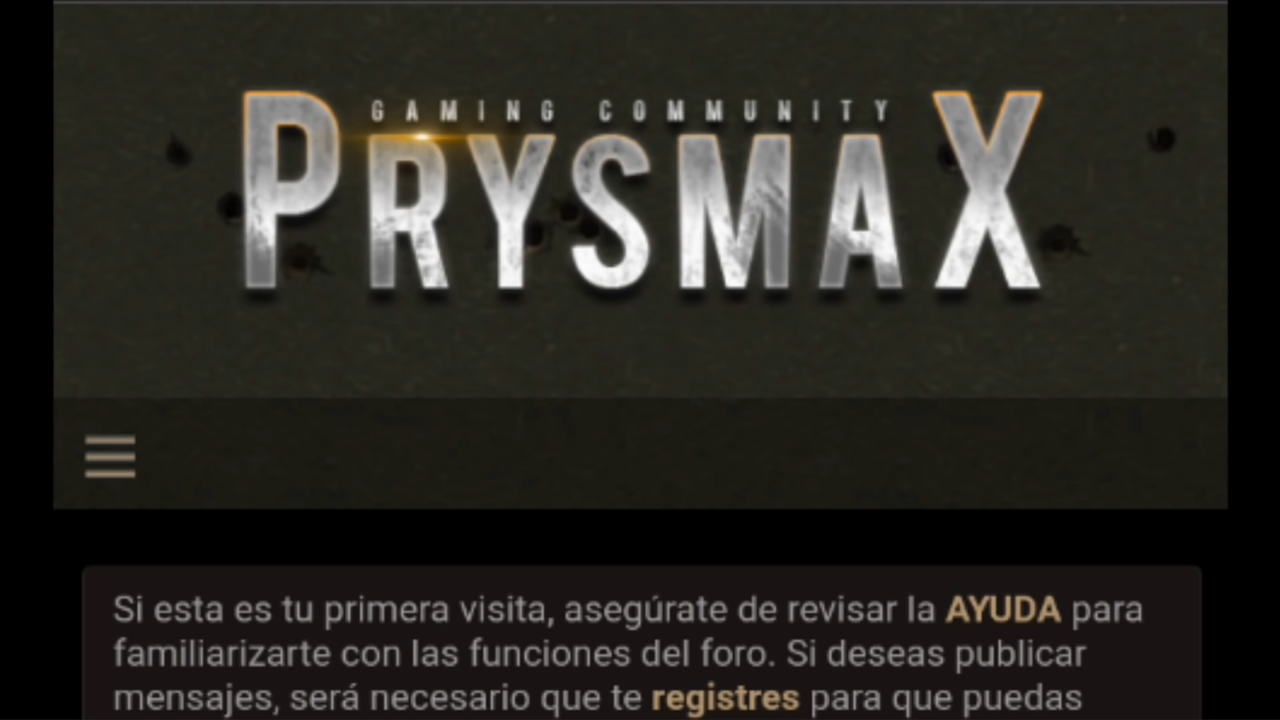 GAMING COMMUNITY
PRYSMAX
Si esta es tu primera visita, asegúrate de revisar la AYUDA para
familiarizarte con las funciones del foro. Si deseas publicar
mensajes, será necesario que te registres para que puedas